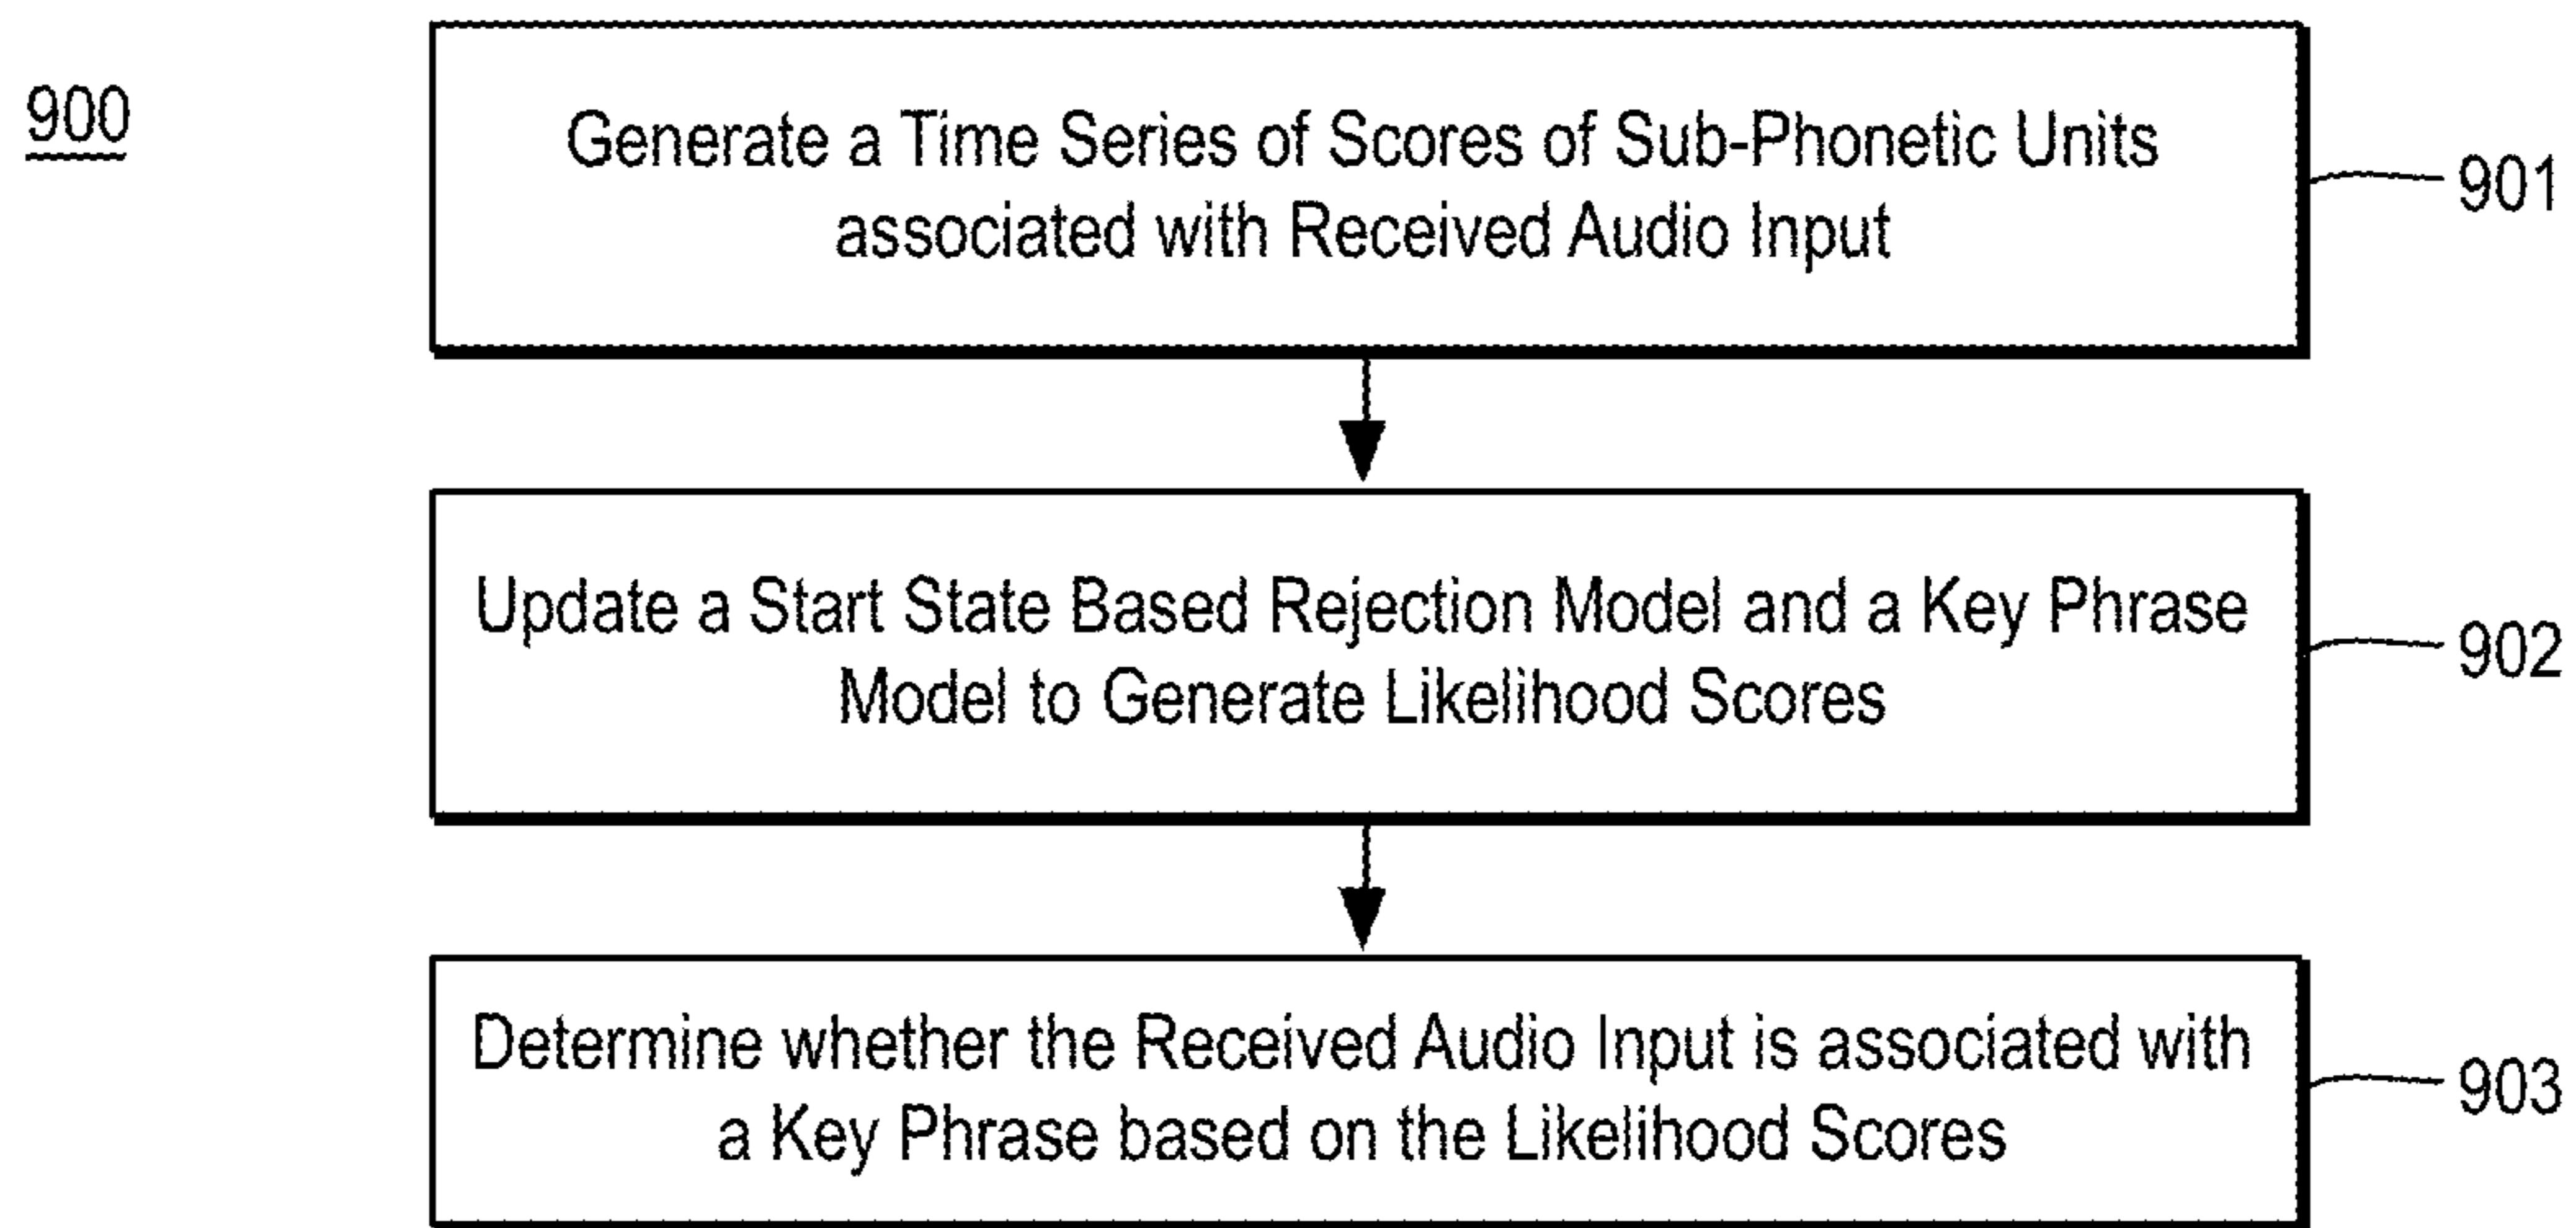 900
Generate a Time Series of Scores of Sub-Phonetic Units
associated with Received Audio Input
901
Update a Start State Based Rejection Model and a Key Phrase
Model to Generate Likelihood Scores
902
Determine whether the Received Audio Input is associated with
a Key Phrase based on the Likelihood Scores
903